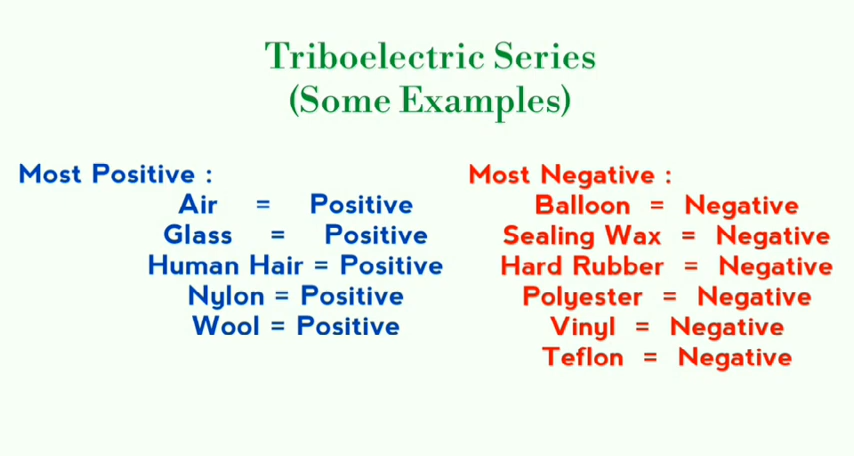 Triboelectric Series
(Some Examples)
Most Positive :
Air = Positive
Glass = Positive
Human Hair = Positive
Nylon = Positive
Wool = Positive
Most Negative :
Balloon = Negative
Sealing Wax = Negative
Hard Rubber = Negative
Polyester = Negative
Vinyl = Negative
Teflon = Negative